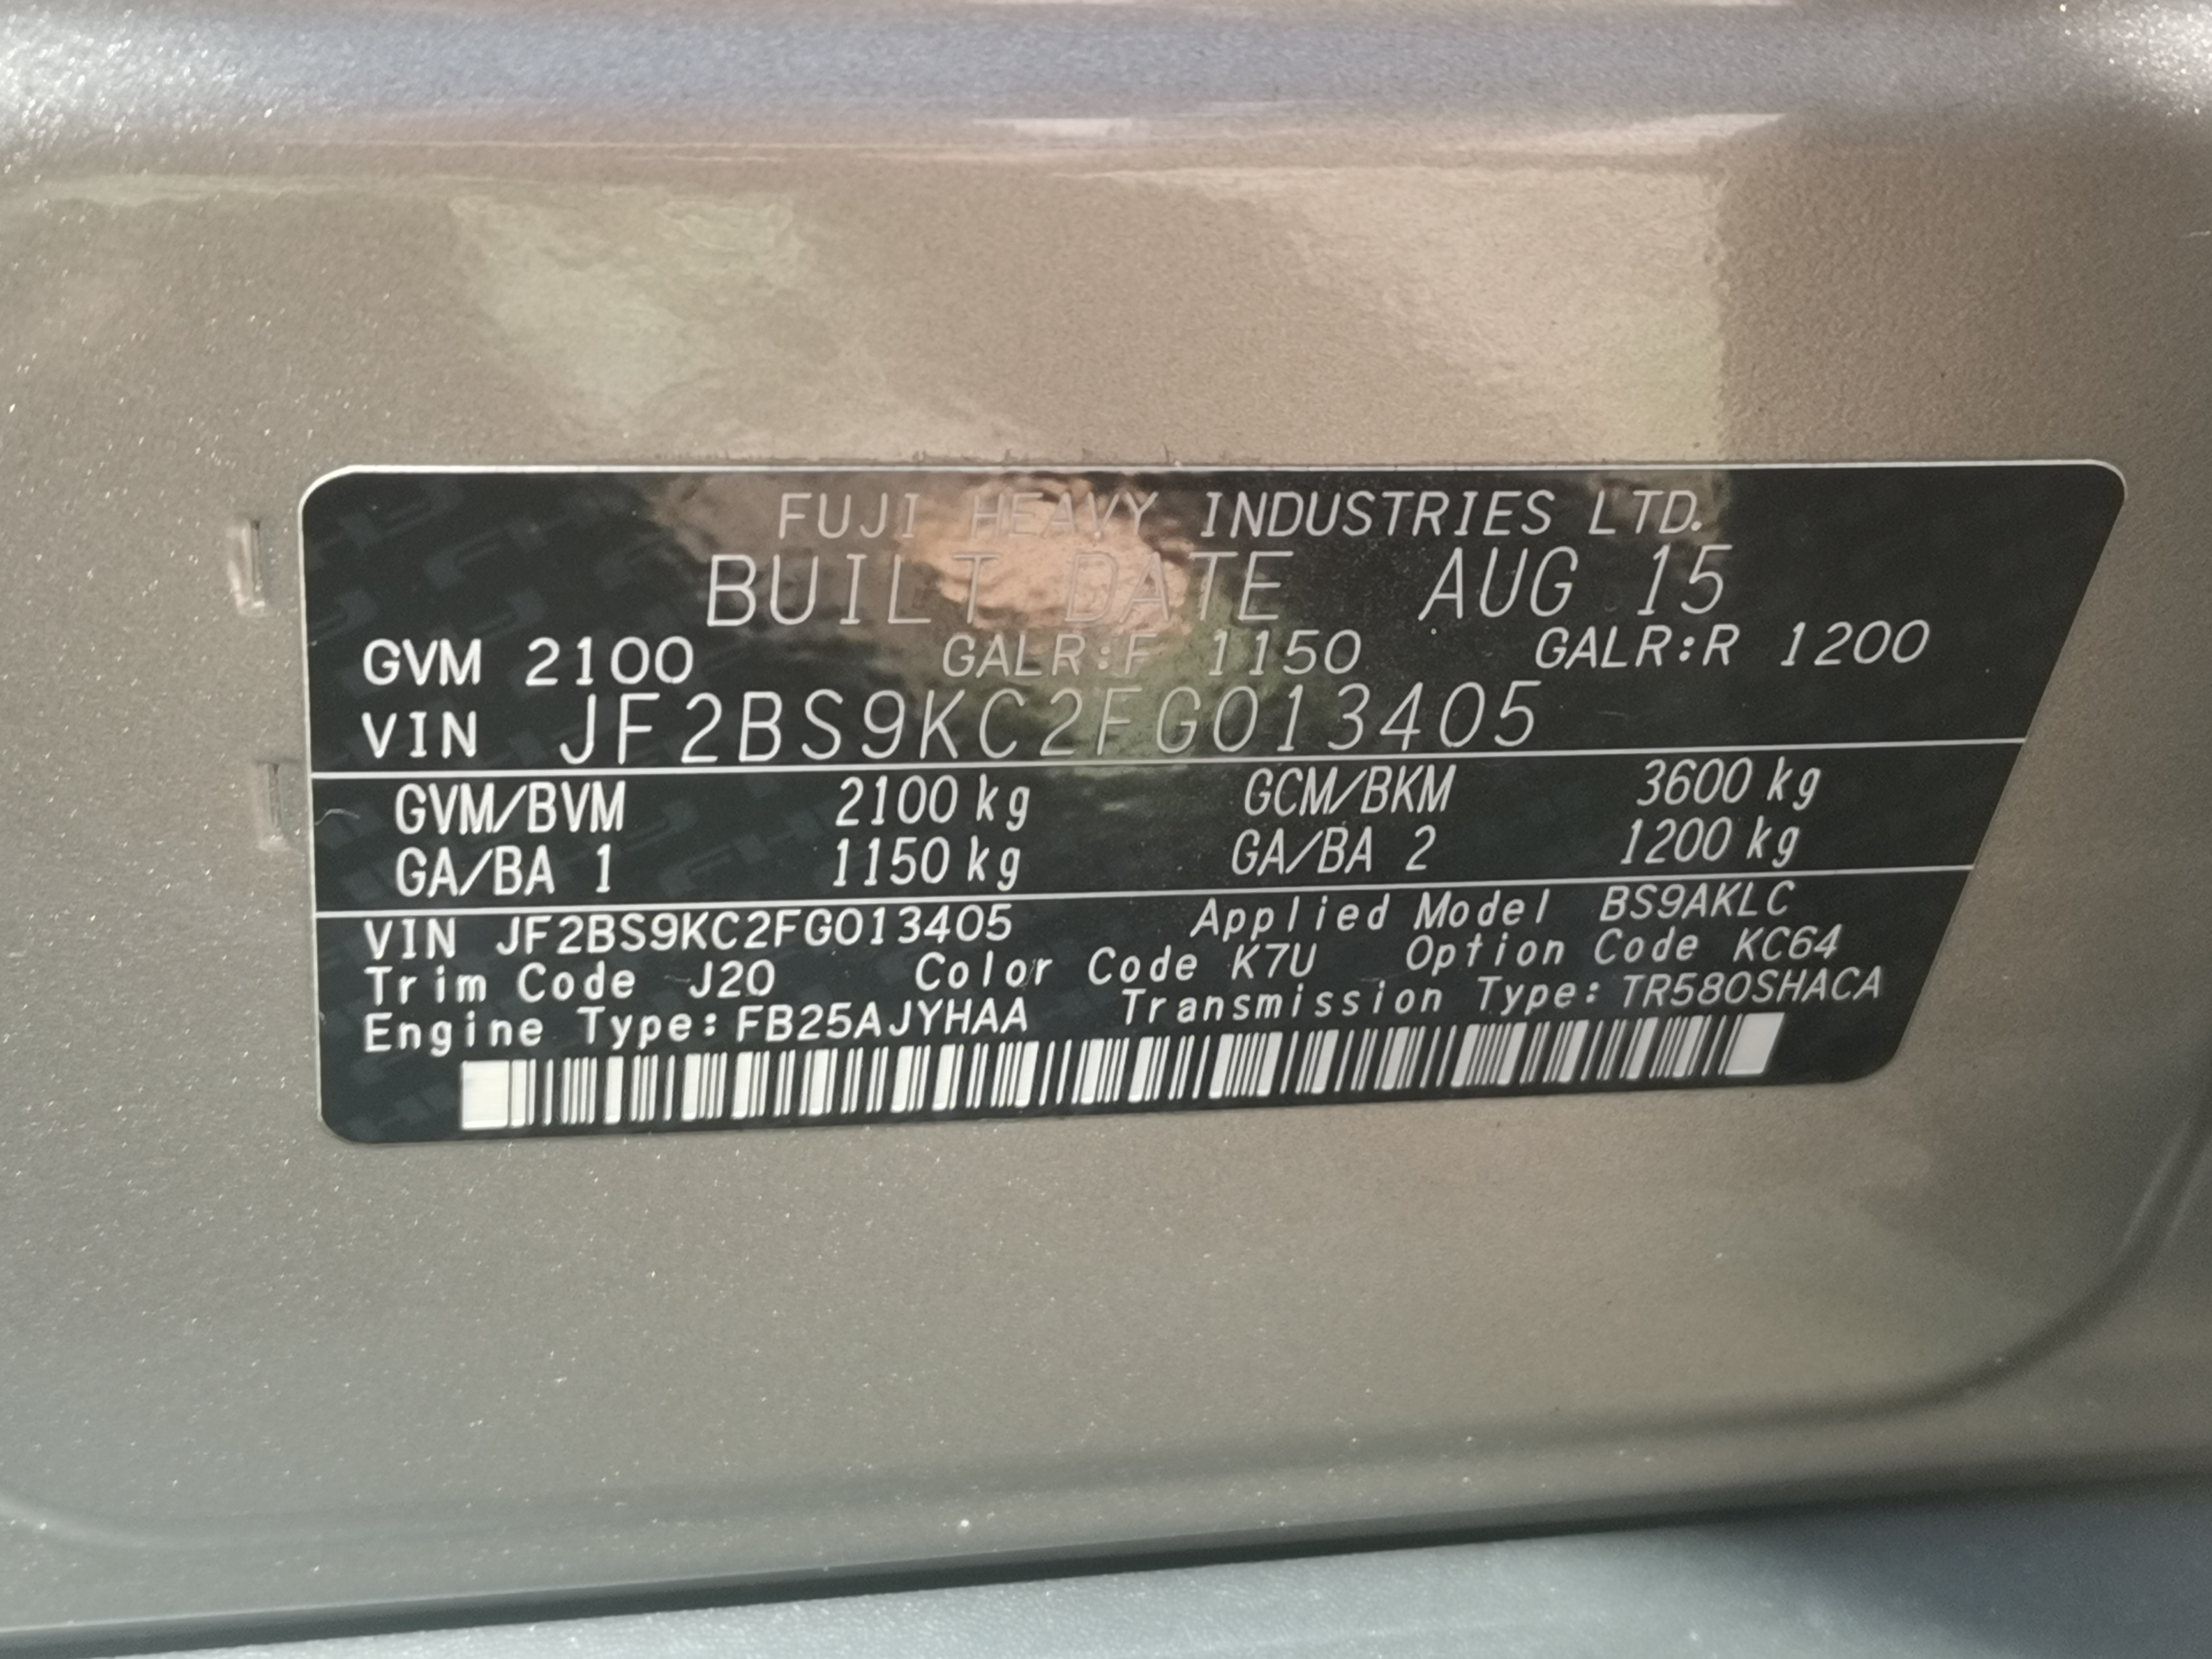 FUJI HEAVY INDUSTRIES LTD.
BUILT DATE AUG 15
GVM 2100 GALR:F 1150 GALR:R 1200
VIN JF2BS9KC2FG013405
GVM/BVM 2100 kg GCM/BKM 3600 kg
GA/BA 1 1150 kg GA/BA 2 1200 kg
VIN JF2BS9KC2FG013405 Applied Model BS9AKLC
Trim Code J20 Color Code K7U Option Code KC64
Engine Type: FB25AJYHAA Transmission Type: TR580SHACA